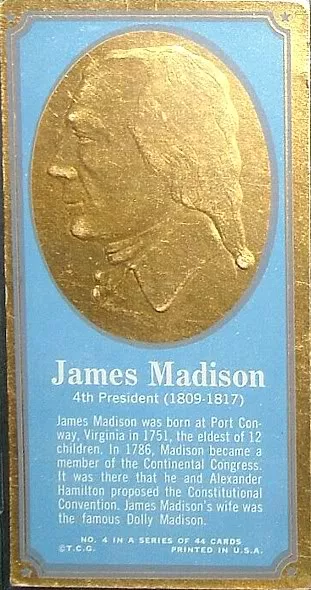 James Madison
4th President (1809-1817)
James Madison was born at Port Con-
way, Virginia in 1751, the eldest of 12
children. In 1786, Madison became a
member of the Continental Congress.
It was there that he and Alexander
Hamilton proposed the Constitutional
Convention. James Madison's wife was
the famous Dolly Madison.
NO. 4 IN A SERIES OF 44 CARDS
©T.C.G. PRINTED IN U.S.A.